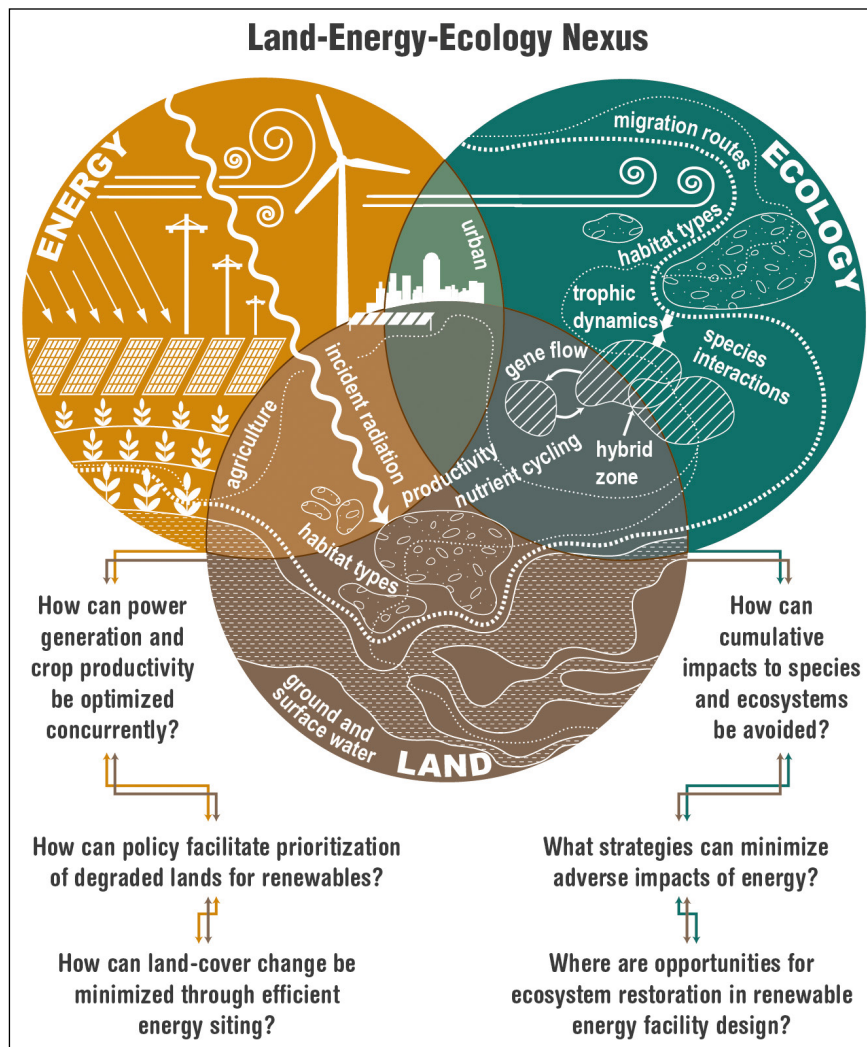 Land-Energy-Ecology Nexus
ENERGY
ECOLOGY
migration routes
habitat types
urban
trophic
dynamics
species
interactions
gene flow
hybrid
zone
incident radiation
agriculture
productivity
nutrient cycling
habitat types
ground and
surface water
LAND
How can power
generation and
crop productivity
be optimized
concurrently?
How can
cumulative
impacts to species
and ecosystems
be avoided?
How can policy facilitate prioritization
of degraded lands for renewables?
What strategies can minimize
adverse impacts of energy?
How can land-cover change be
minimized through efficient
energy siting?
Where are opportunities for
ecosystem restoration in renewable
energy facility design?